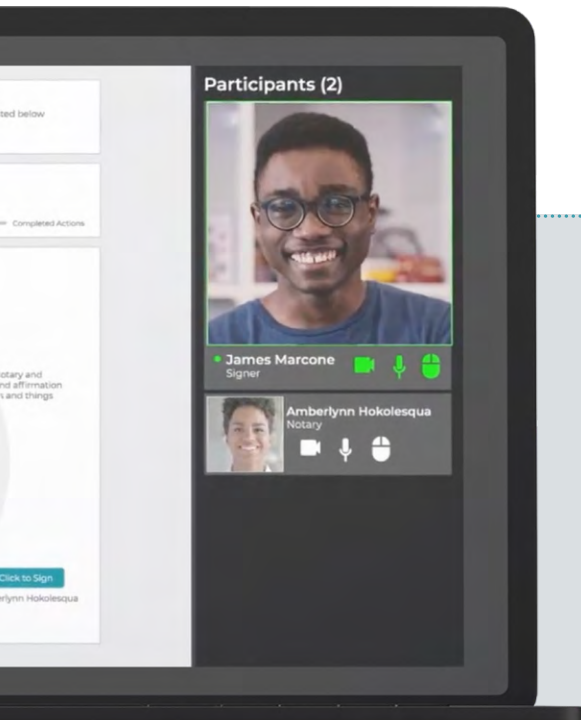 ted below
Completed Actions
otary and
nd affirmation
and things
Click to Sign
rlynn Hokolesqua
Participants (2)
James Marcone
Signer
Amberlynn Hokolesqua
Notary